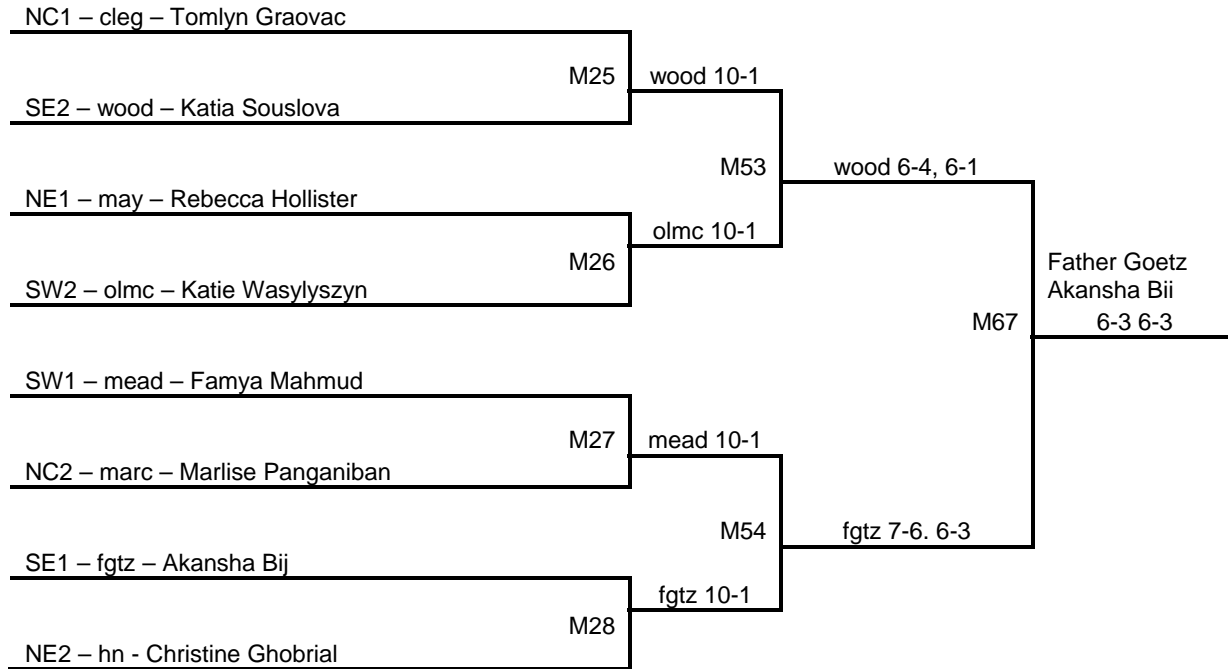 NC1 – cleg – Tomlyn Graovac
M25
wood 10-1
SE2 – wood – Katia Souslova
M53
wood 6-4, 6-1
NE1 – may – Rebecca Hollister
olmc 10-1
M26
SW2 – olmc – Katie Wasylyszyn
Father Goetz
Akansha Bii
M67
6-3 6-3
SW1 – mead – Famya Mahmud
M27
mead 10-1
NC2 – marc – Marlise Panganiban
M54
fgtz 7-6. 6-3
SE1 – fgtz – Akansha Bij
fgtz 10-1
M28
NE2 – hn - Christine Ghobrial